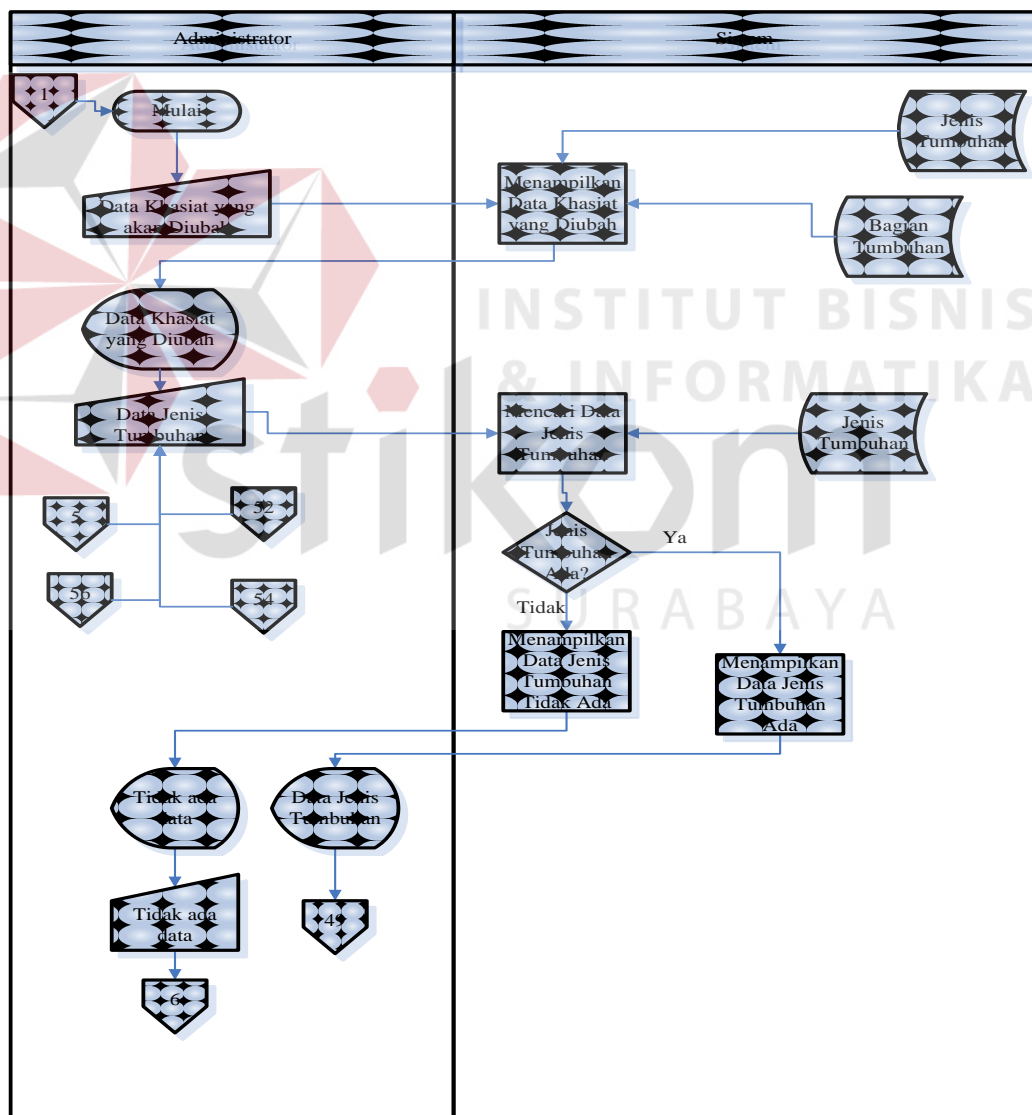 Administrator
Sistem
1
Mulai
Jenis
Tumbuhan
Data Khasiat yang
akan Diubah
Menampilkan
Data Khasiat
yang Diubah
Bagian
Tumbuhan
INSTITUT BISNIS
& INFORMATIKA
Data Khasiat
yang Diubah
Data Jenis
Tumbuhan
Mencari Data
Jenis
Tumbuhan
Jenis
Tumbuhan
stikom
5
52
Jenis
Tumbuhan
Ada?
Ya
56
54
Tidak
SURABAYA
Menampilkan
Data Jenis
Tumbuhan
Tidak Ada
Menampilkan
Data Jenis
Tumbuhan
Ada
Tidak ada
data
Data Jenis
Tumbuhan
Tidak ada
data
49
6